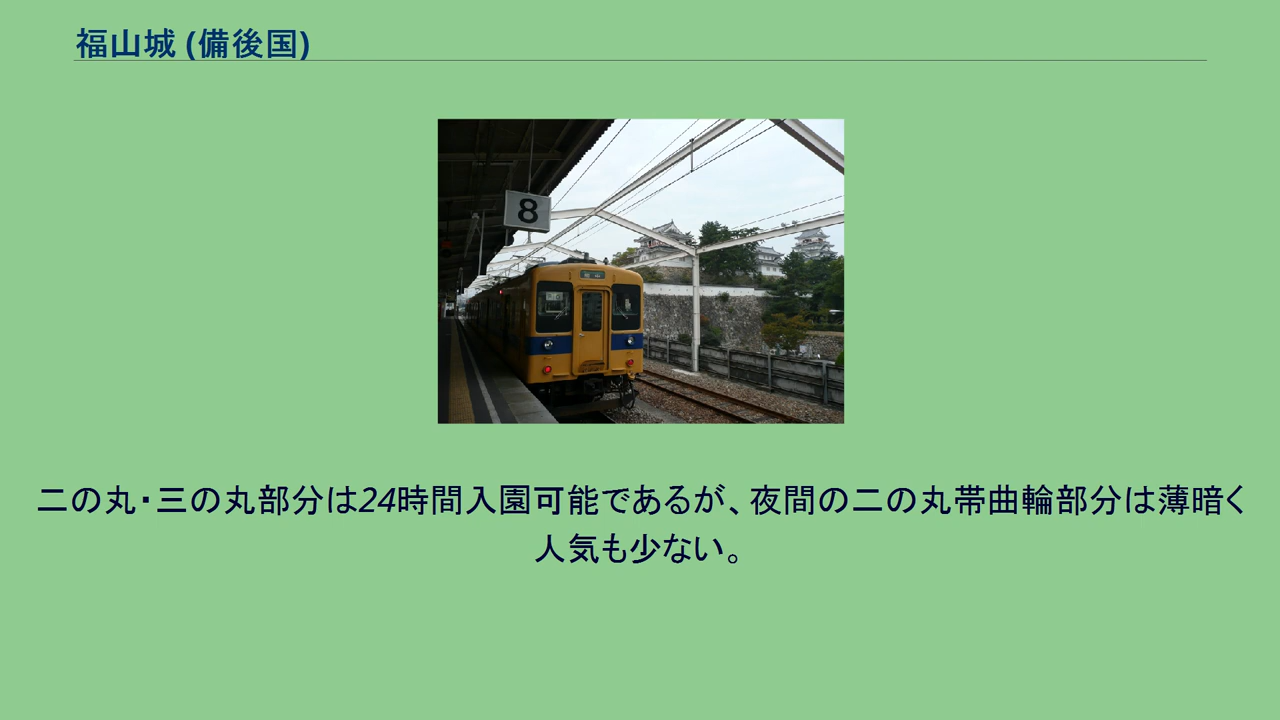 福山城 (備後国)
8
二の丸・三の丸部分は24時間入園可能であるが、夜間の二の丸帯曲輪部分は薄暗く
人気も少ない。